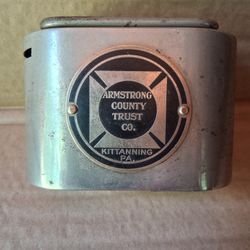 ARMSTRONG
COUNTY
TRUST
CO.
KITTANNING
PA.